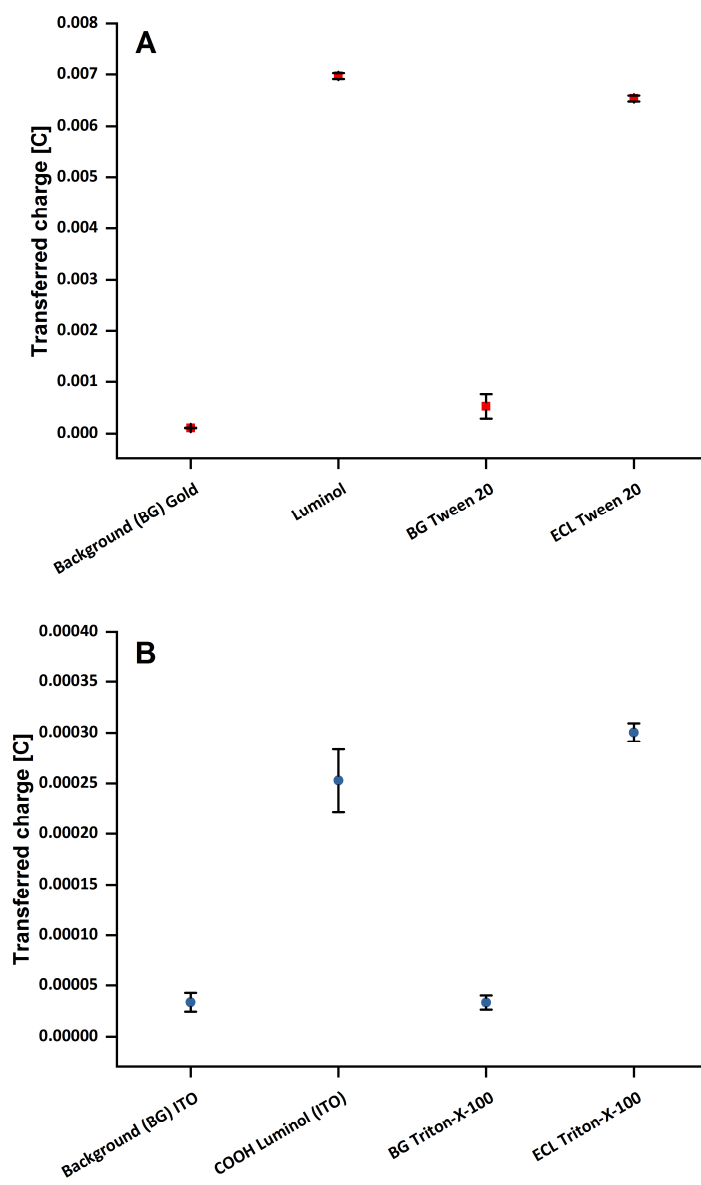 A
Transferred charge [C]
0.008
0.007
0.006
0.005
0.004
0.003
0.002
0.001
0.000
Background (BG) Gold
Luminol
BG Tween 20
ECL Tween 20
B
Transferred charge [C]
0.00040
0.00035
0.00030
0.00025
0.00020
0.00015
0.00010
0.00005
0.00000
Background (BG) ITO
COOH Luminol (ITO)
BG Triton-X-100
ECL Triton-X-100